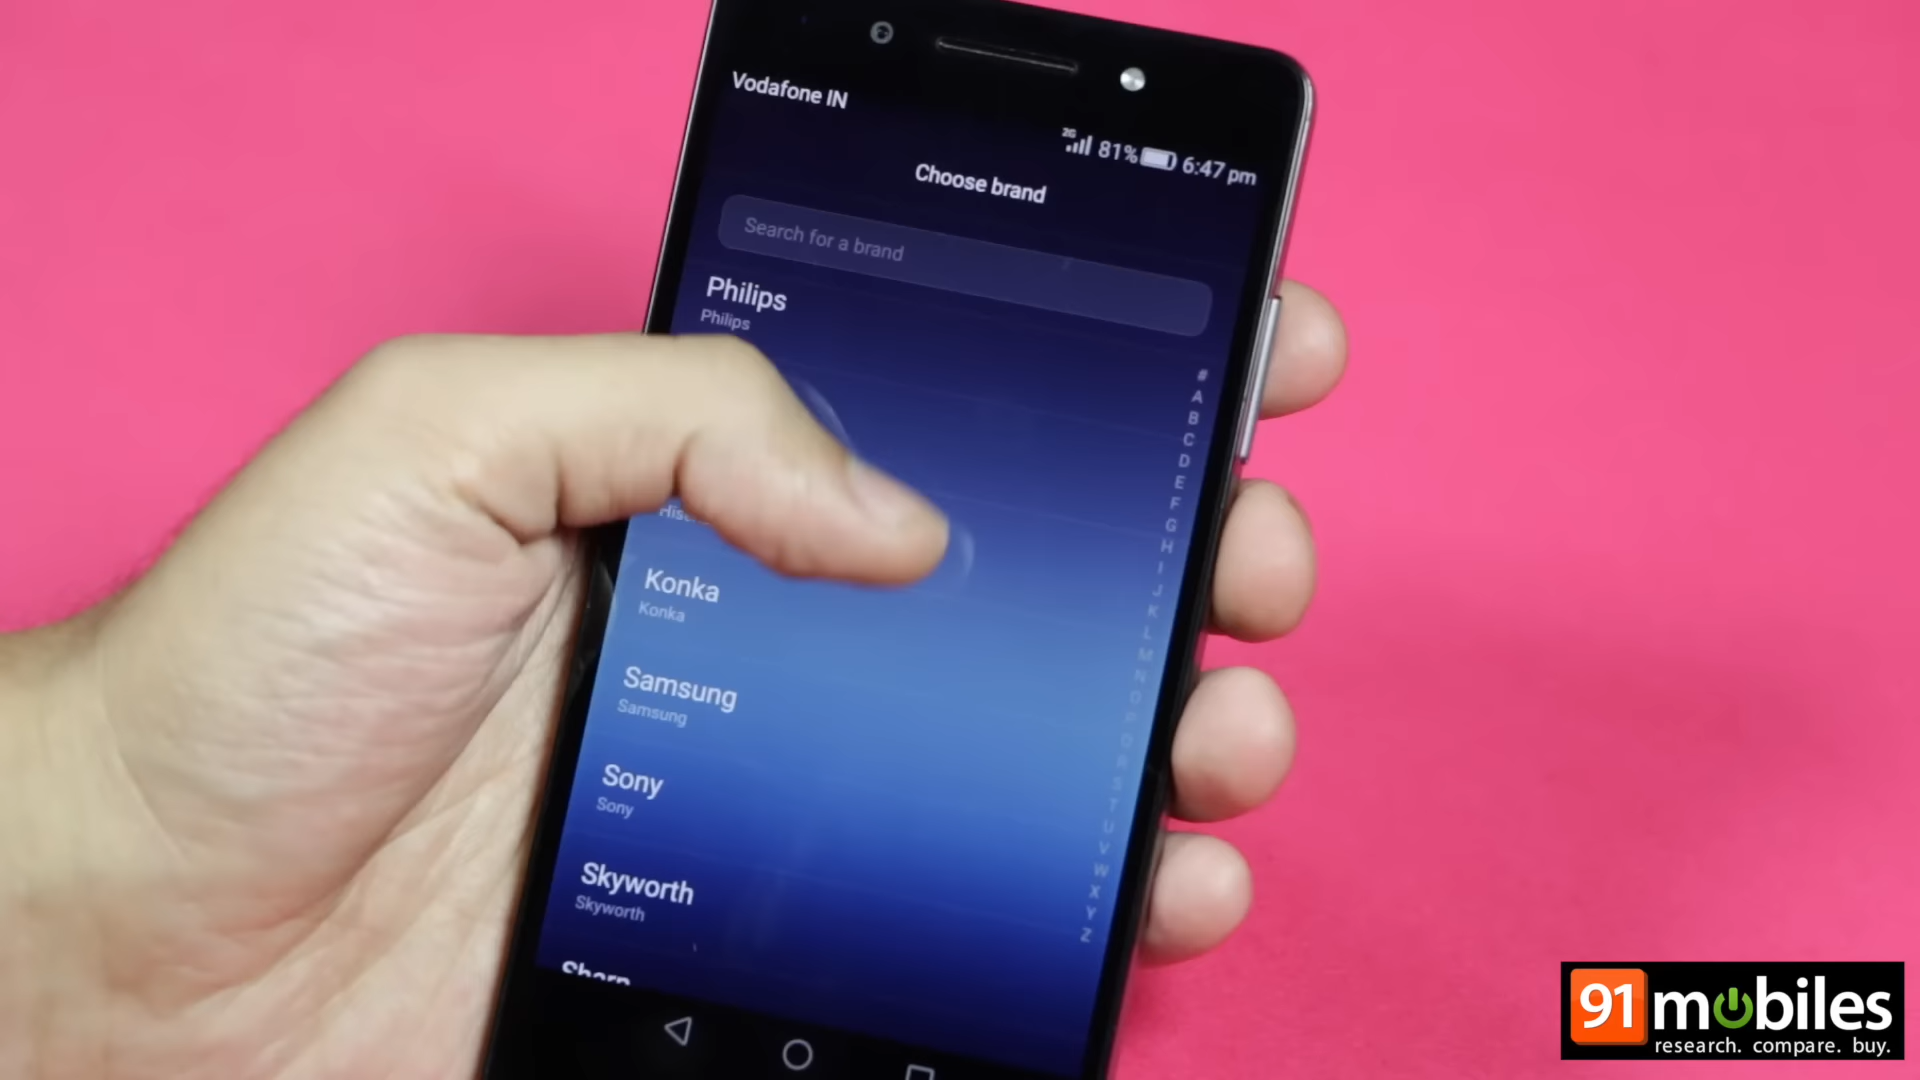 Vodafone IN
2G 81% 6:47 pm
Choose brand
Search for a brand
Philips
Philips
Konka
Konka
Samsung
Samsung
Sony
Sony
Skyworth
Skyworth
Sharp
#
A
B
C
D
E
F
G
H
I
J
K
L
M
N
O
P
Q
R
S
T
U
V
W
X
Y
Z
91mobiles
research. compare. buy.